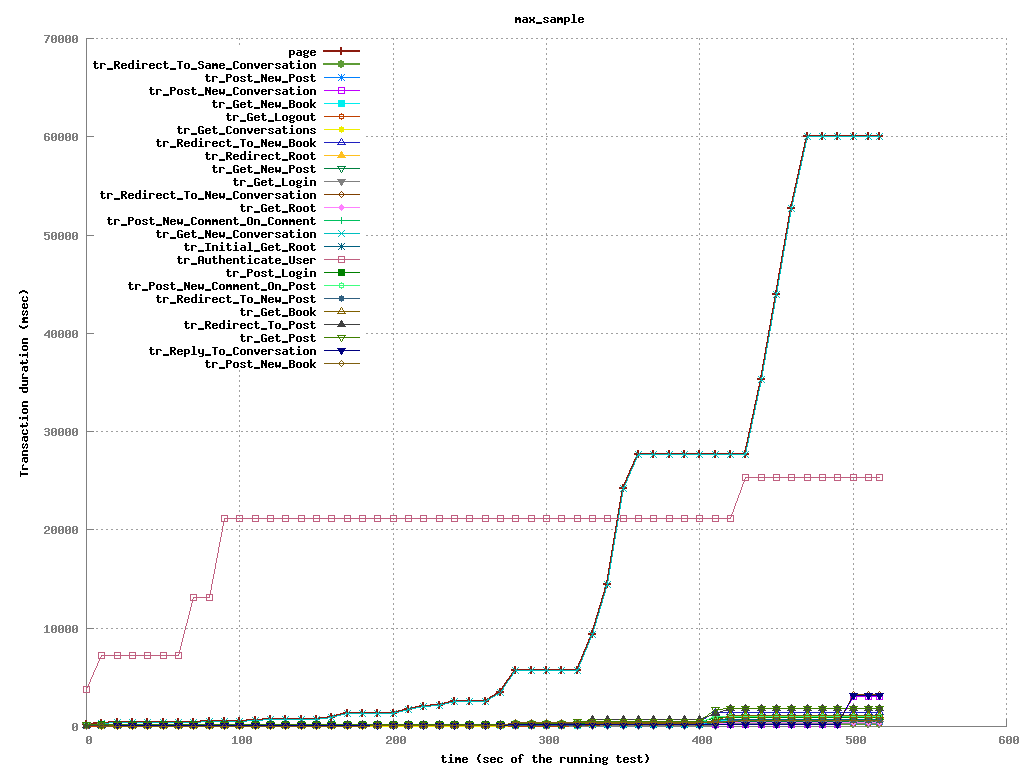 max_sample
70000
60000
50000
40000
30000
20000
10000
0
Transaction duration (msec)
page
tr_Redirect_To_Same_Conversation
tr_Post_New_Post
tr_Post_New_Conversation
tr_Get_New_Book
tr_Get_Logout
tr_Get_Conversations
tr_Redirect_To_New_Book
tr_Redirect_Root
tr_Get_New_Post
tr_Get_Login
tr_Redirect_To_New_Conversation
tr_Get_Root
tr_Post_New_Comment_On_Comment
tr_Get_New_Conversation
tr_Initial_Get_Root
tr_Authenticate_User
tr_Post_Login
tr_Post_New_Comment_On_Post
tr_Redirect_To_New_Post
tr_Get_Book
tr_Redirect_To_Post
tr_Get_Post
tr_Reply_To_Conversation
tr_Post_New_Book
0 100 200 300 400 500 600
time (sec of the running test)